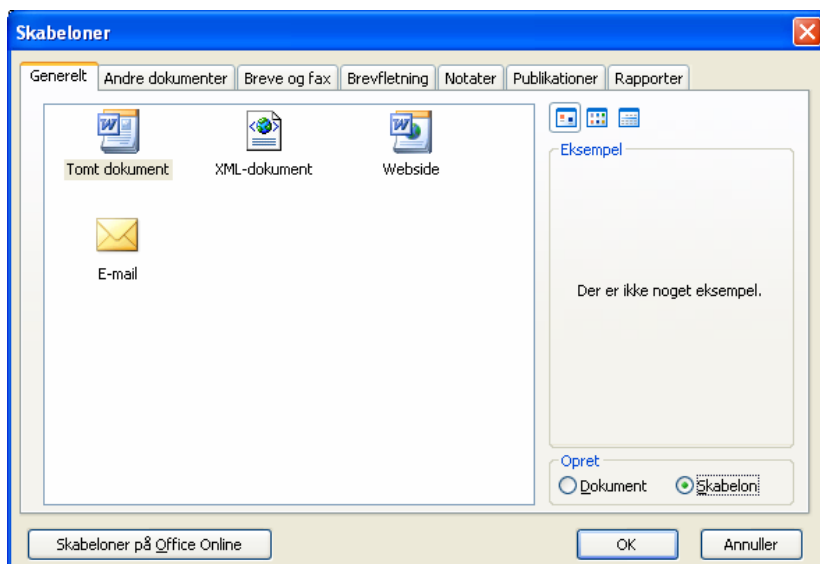 Skabeloner
Generelt
Andre dokumenter
Breve og fax
Brevfletning
Notater
Publikationer
Rapporter
Tomt dokument
XML-dokument
Webside
E-mail
Eksempel
Der er ikke noget eksempel.
Opret
Dokument
Skabelon
Skabeloner på Office Online
OK
Annuller